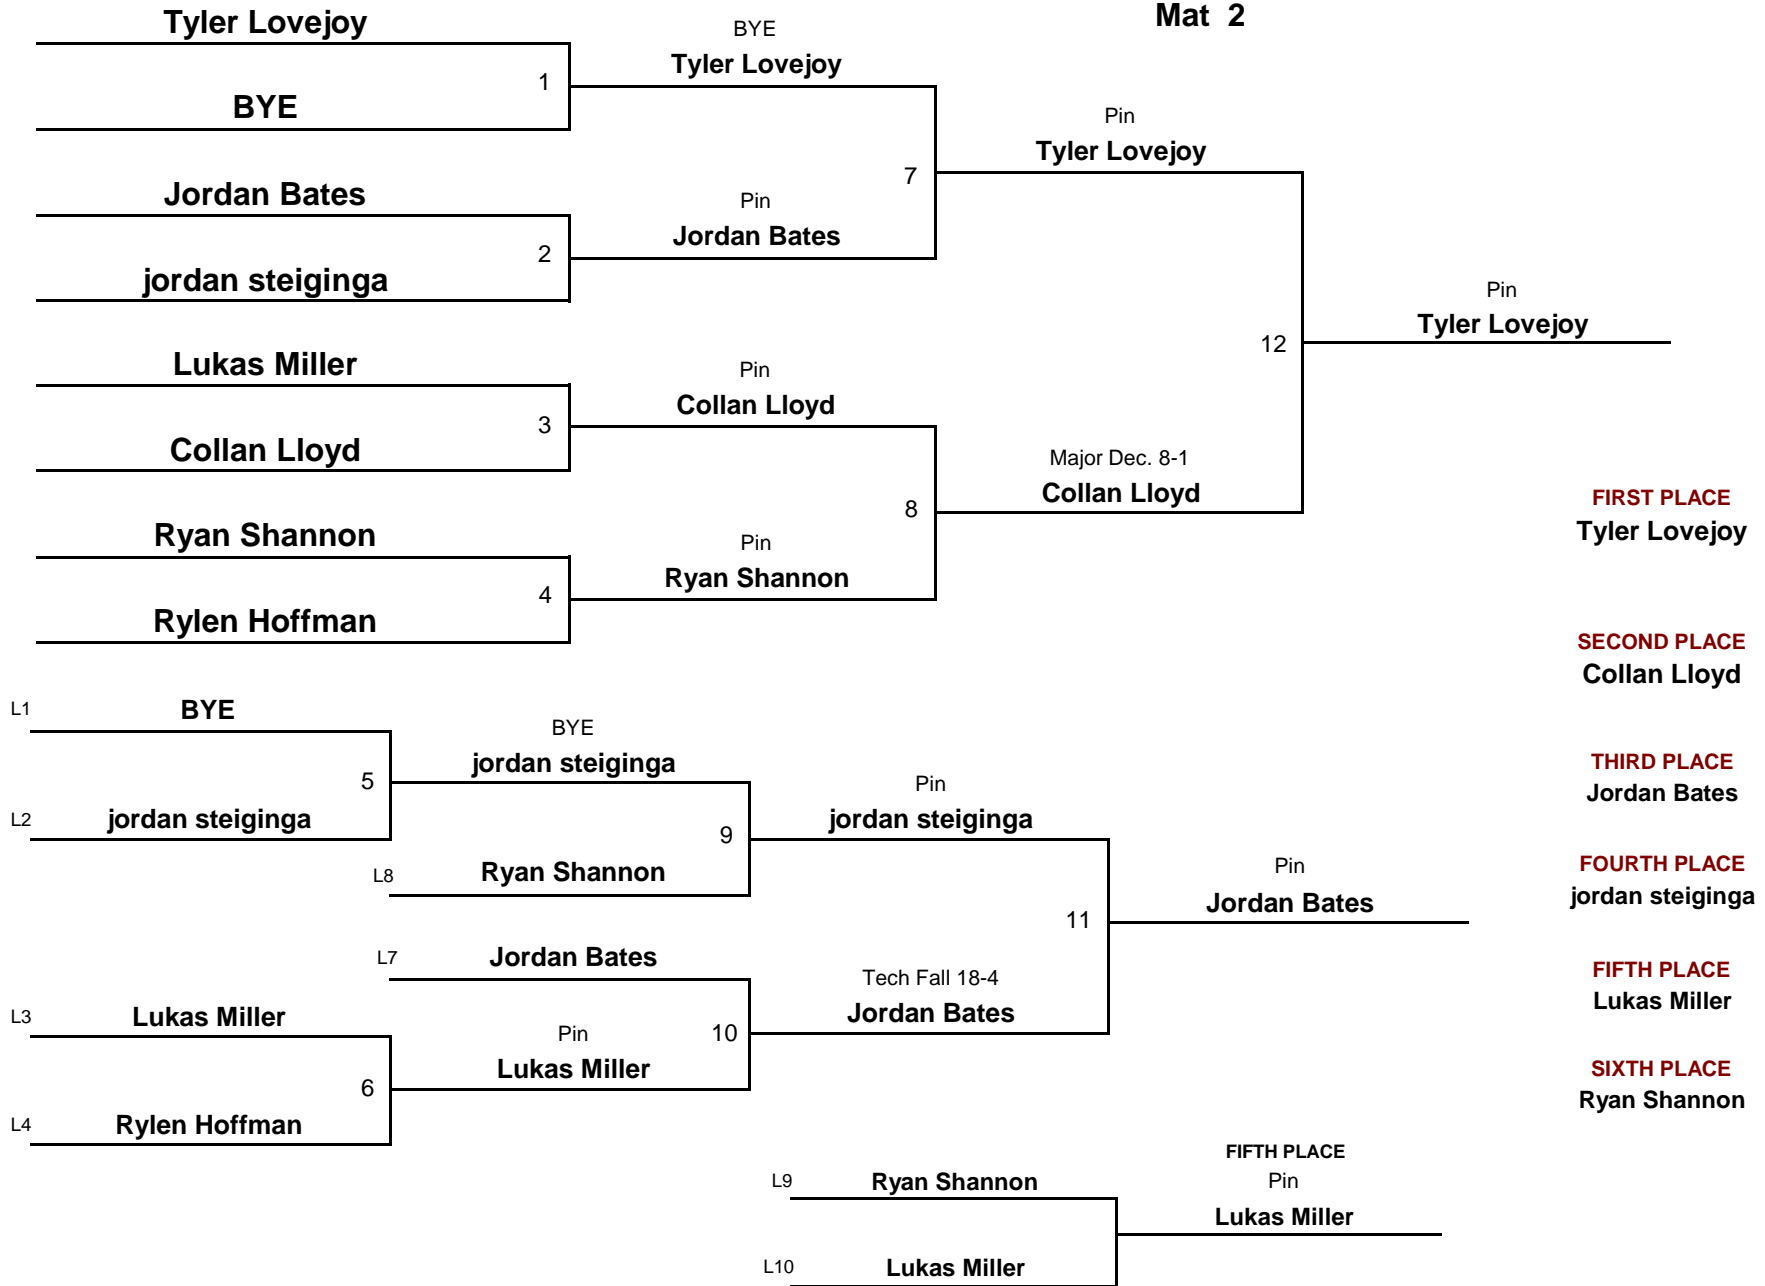 Mat 2
Tyler Lovejoy
BYE
1
BYE
Tyler Lovejoy
Jordan Bates
jordan steiginga
2
Pin
Jordan Bates
7
Pin
Tyler Lovejoy
Lukas Miller
Collan Lloyd
3
Pin
Collan Lloyd
Ryan Shannon
Rylen Hoffman
4
Pin
Ryan Shannon
8
Major Dec. 8-1
Collan Lloyd
12
Pin
Tyler Lovejoy
FIRST PLACE
Tyler Lovejoy
SECOND PLACE
Collan Lloyd
THIRD PLACE
Jordan Bates
FOURTH PLACE
jordan steiginga
FIFTH PLACE
Lukas Miller
SIXTH PLACE
Ryan Shannon
L1
BYE
L2
jordan steiginga
5
BYE
jordan steiginga
L8
Ryan Shannon
9
Pin
jordan steiginga
L7
Jordan Bates
L3
Lukas Miller
L4
Rylen Hoffman
6
Pin
Lukas Miller
10
Tech Fall 18-4
Jordan Bates
11
Pin
Jordan Bates
L9
Ryan Shannon
L10
Lukas Miller
FIFTH PLACE
Pin
Lukas Miller